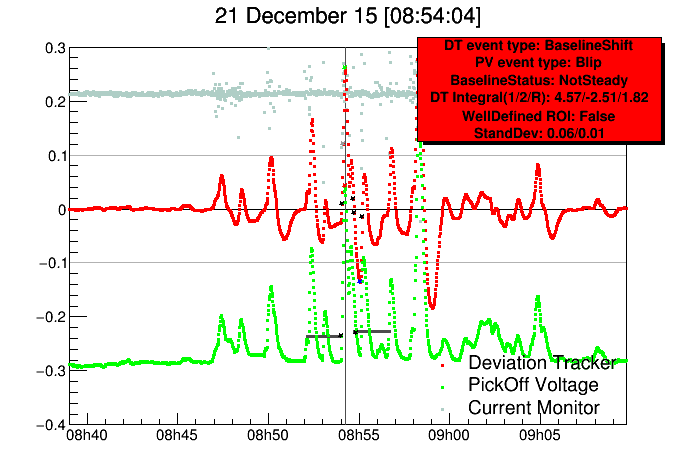 21 December 15 [08:54:04]
DT event type: BaselineShift
PV event type: Blip
BaselineStatus: NotSteady
DT Integral(1/2/R): 4.57/-2.51/1.82
WellDefined ROI: False
StandDev: 0.06/0.01
0.3
0.2
0.1
0
−0.1
−0.2
−0.3
−0.4
Deviation Tracker
PickOff Voltage
Current Monitor
08h40 08h45 08h50 08h55 09h00 09h05